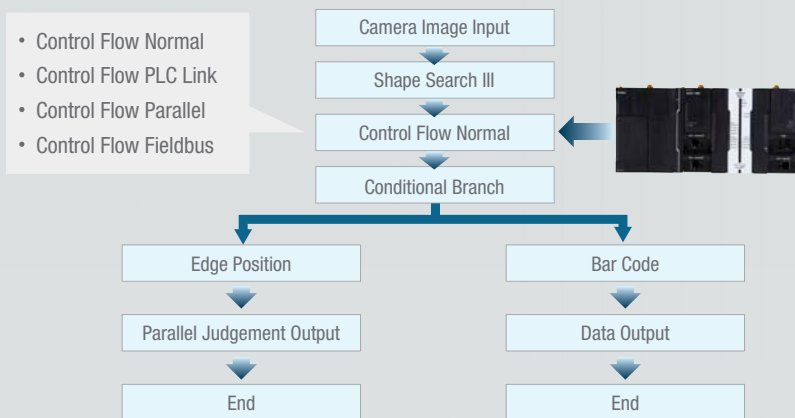 • Control Flow Normal
• Control Flow PLC Link
• Control Flow Parallel
• Control Flow Fieldbus
Camera Image Input
Shape Search III
Control Flow Normal
Conditional Branch
Edge Position
Parallel Judgement Output
End
Bar Code
Data Output
End